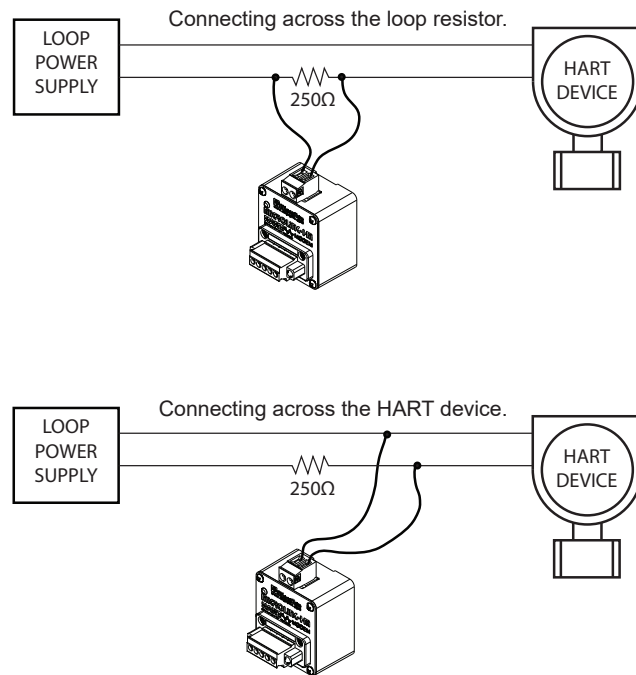 Connecting across the loop resistor.
LOOP
POWER
SUPPLY
250Ω
HART
DEVICE
Connecting across the HART device.
LOOP
POWER
SUPPLY
250Ω
HART
DEVICE